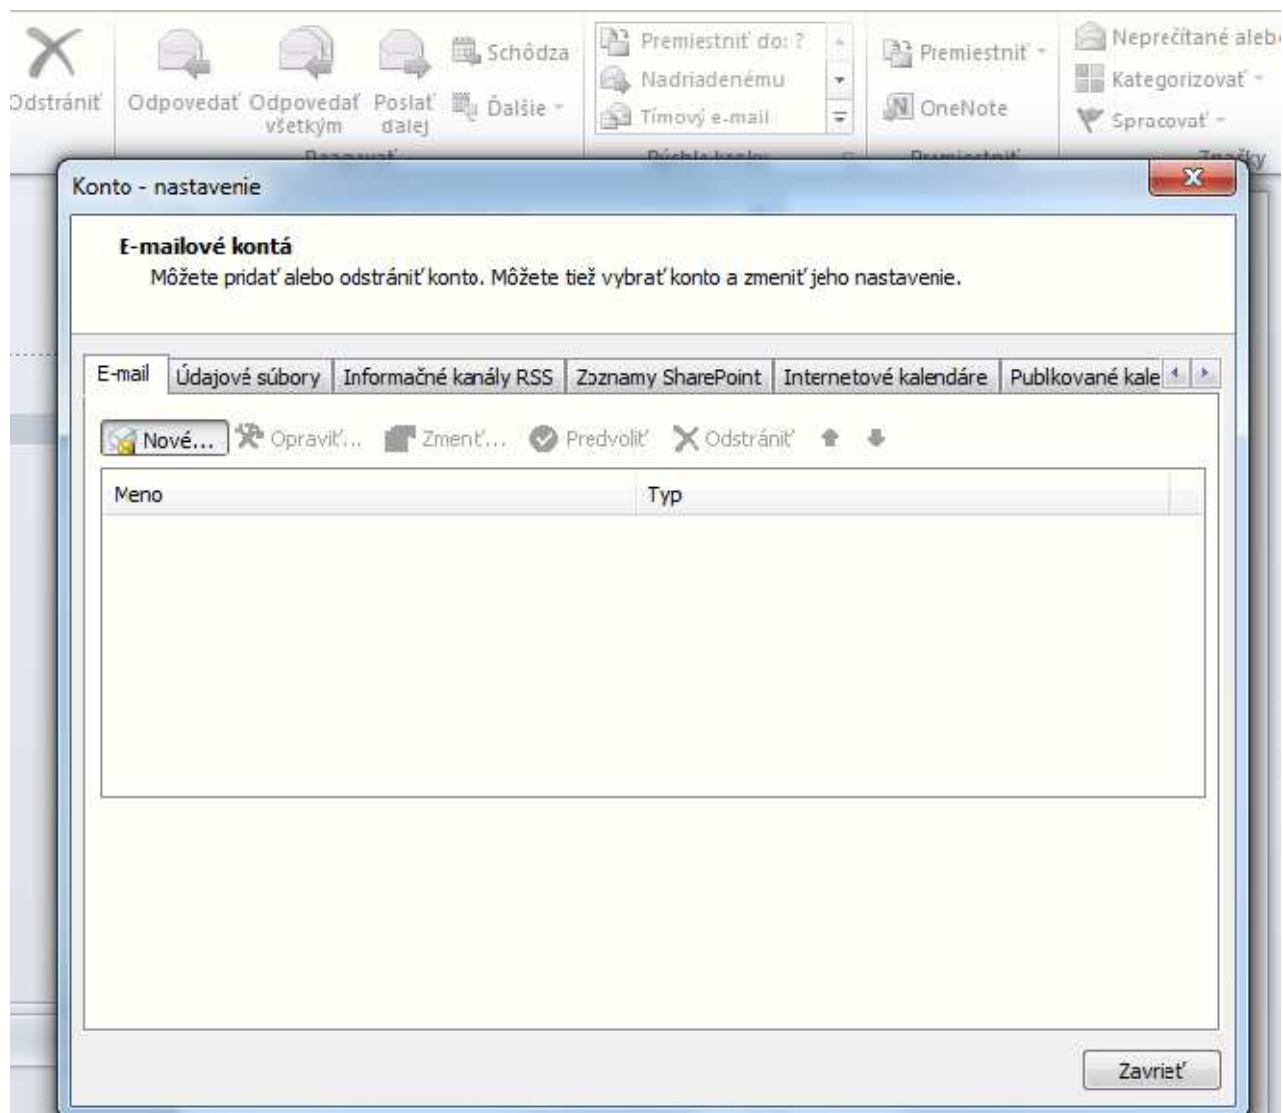 Odstrániť
Odpovedať
Odpovedať všetkým
Poslať ďalej
Schôdza
Ďalšie
Premiestniť do: ?
Nadriadenému
Tímový e-mail
Premiestniť
OneNote
Neprečítané aleb
Kategorizovať
Spracovať
Značky
Konto - nastavenie
E-mailové kontá
Môžete pridať alebo odstrániť konto. Môžete tiež vybrať konto a zmeniť jeho nastavenie.
E-mail Údajové súbory Informačné kanály RSS Zoznamy SharePoint Internetové kalendáre Publikované kale
Nové... Opraviť... Zmeniť... Predvoliť Odstrániť
Meno Typ
Zavrieť